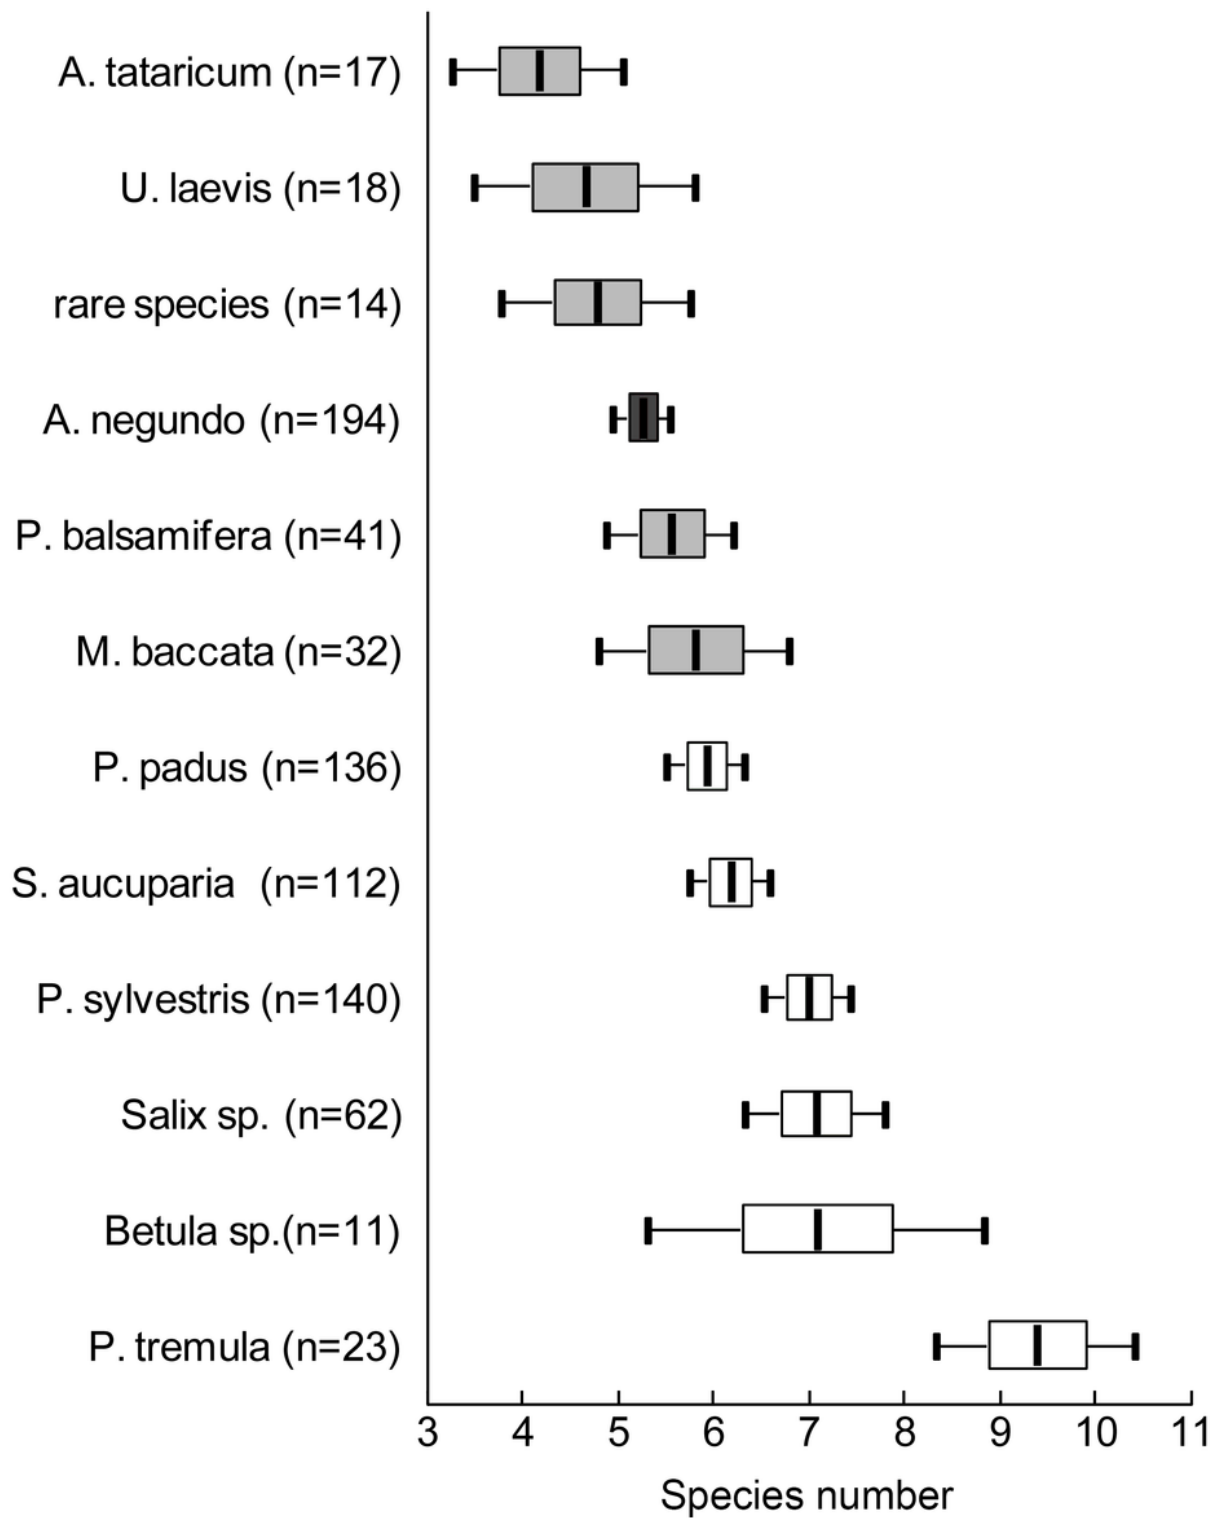 A. tataricum (n=17)
U. laevis (n=18)
rare species (n=14)
A. negundo (n=194)
P. balsamifera (n=41)
M. baccata (n=32)
P. padus (n=136)
S. aucuparia (n=112)
P. sylvestris (n=140)
Salix sp. (n=62)
Betula sp.(n=11)
P. tremula (n=23)
3 4 5 6 7 8 9 10 11
Species number